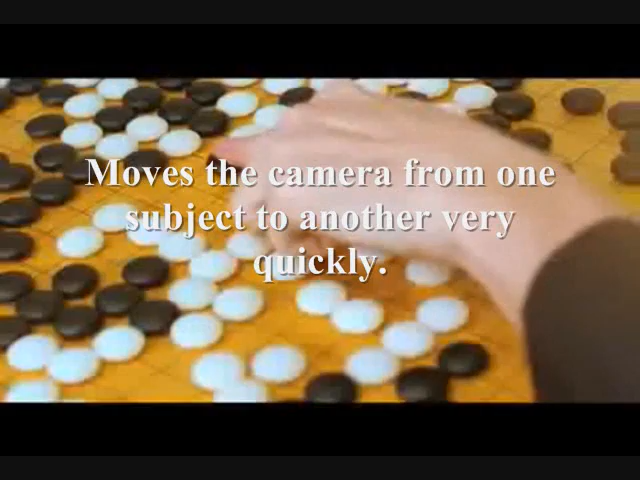 Moves the camera from one
subject to another very
quickly.